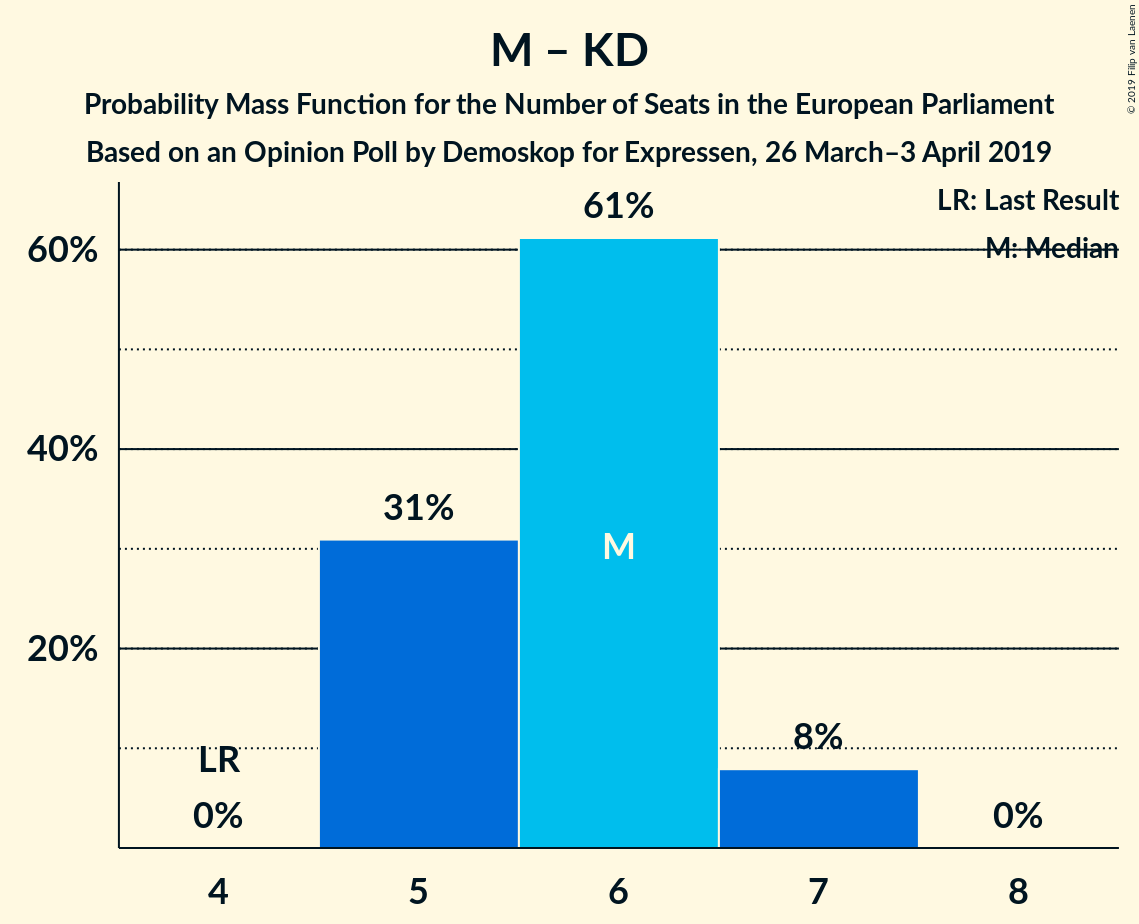 M – KD
Probability Mass Function for the Number of Seats in the European Parliament
Based on an Opinion Poll by Demoskop for Expressen, 26 March–3 April 2019
© 2019 Filip van Laenen
LR: Last Result
M: Median
61%
60%
40%
31%
M
20%
8%
LR
0%
0%
4 5 6 7 8